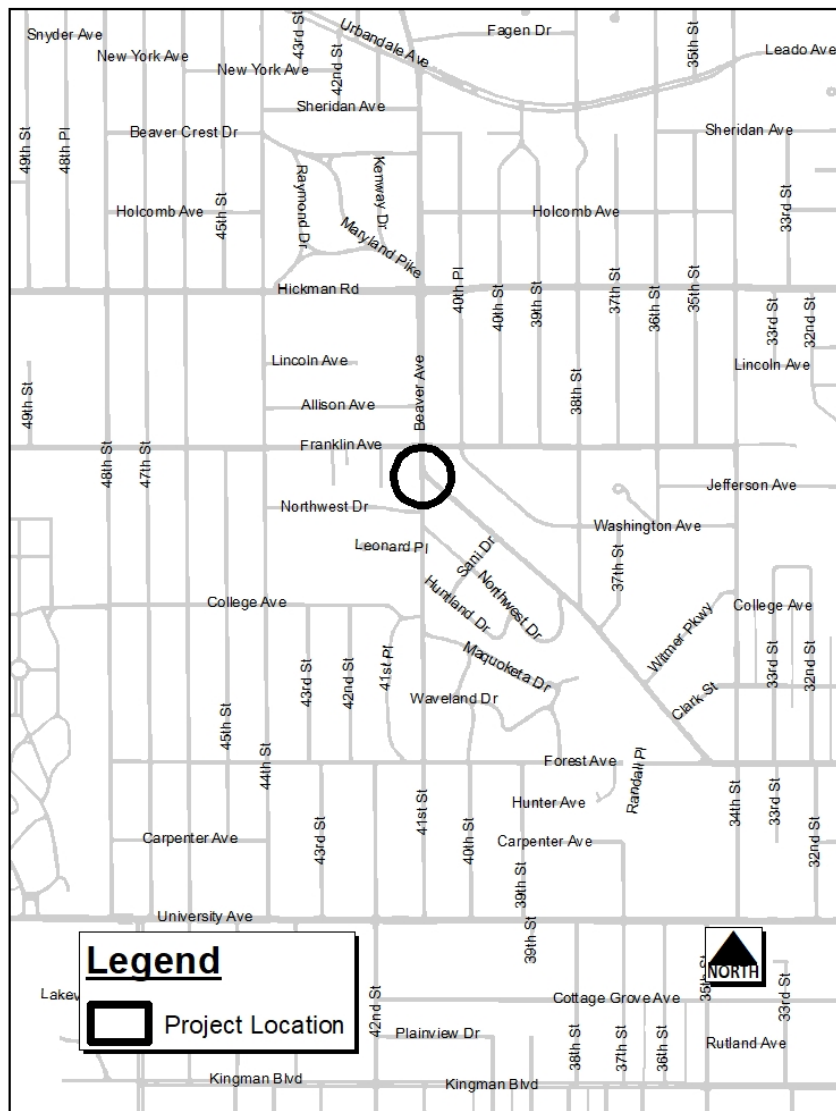 Snyder Ave
New York Ave
New York Ave
43rd St
42nd St
Urbandale Ave
Fagen Dr
35th St
Leado Ave
Sheridan Ave
49th St
48th Pl
Beaver Crest Dr
Sheridan Ave
Raymond Dr
Kenway Dr
Holcomb Ave
45th St
Maryland Pike
Holcomb Ave
33rd St
Hickman Rd
40th Pl
40th St
39th St
37th St
36th St
35th St
33rd St
32nd St
Lincoln Ave
Lincoln Ave
49th St
Allison Ave
Beaver Ave
38th St
Franklin Ave
48th St
47th St
Jefferson Ave
Northwest Dr
Washington Ave
Leonard Pl
Sani Dr
37th St
Huntland Dr
Northwest Dr
College Ave
College Ave
Witmer Pkwy
43rd St
42nd St
41st Pl
Maquoketa Dr
33rd St
32nd St
Waveland Dr
Clark St
45th St
44th St
Forest Ave
Randall Pl
41st St
40th St
Hunter Ave
34th St
33rd St
32nd St
Carpenter Ave
43rd St
Carpenter Ave
39th St
University Ave
39th St
Legend
Project Location
NORTH
35th St
33rd St
42nd St
Cottage Grove Ave
Plainview Dr
38th St
37th St
36th St
Rutland Ave
Kingman Blvd
Kingman Blvd